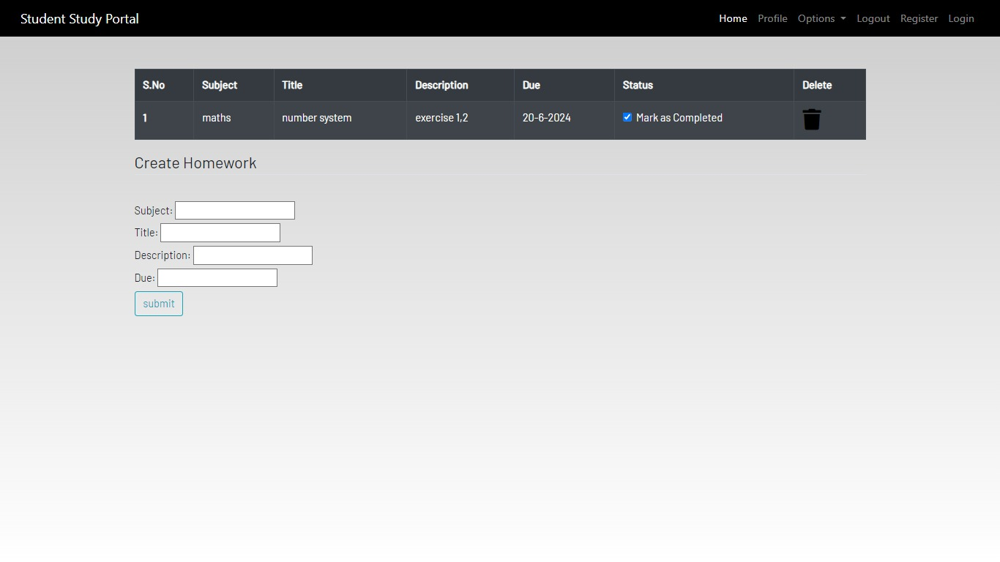 Student Study Portal Home Profile Options Logout Register Login
S.No Subject Title Description Due Status Delete
1 maths number system exercise 1,2 20-6-2024 Mark as Completed
Create Homework
Subject:
Title:
Description:
Due:
submit